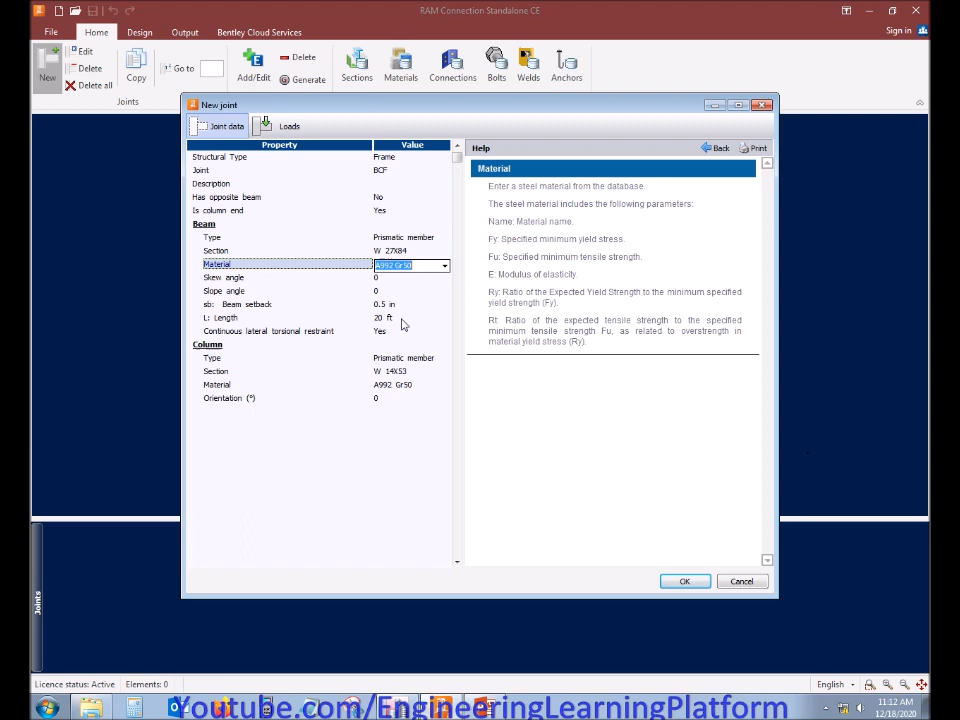 RAM Connection Standalone CE
File Home Design Output Bentley Cloud Services Sign in
New Edit Delete Delete all Copy Go to Add/Edit Delete Generate Sections Materials Connections Bolts Welds Anchors
Joints
New joint
Joint data Loads
Property Value
Structural Type Frame
Joint BCF
Description
Has opposite beam No
Is column end Yes
Beam
Type Prismatic member
Section W 27X84
Material A992 Gr50
Skew angle 0
Slope angle 0
sb: Beam setback 0.5 in
L: Length 20 ft
Continuous lateral torsional restraint Yes
Column
Type Prismatic member
Section W 14X53
Material A992 Gr50
Orientation (°) 0
Help Back Print
Material
Enter a steel material from the database.
The steel material includes the following parameters:
Name: Material name.
Fy: Specified minimum yield stress.
Fu: Specified minimum tensile strength.
E: Modulus of elasticity.
Ry: Ratio of the Expected Yield Strength to the minimum specified
yield strength (Fy).
Rt: Ratio of the expected tensile strength to the specified
minimum tensile strength Fu, as related to overstrength in
material yield stress (Ry).
OK Cancel
Joints
Licence status: Active Elements: 0 English
Youtube.com/EngineeringLearningPlatform
11:12 AM
12/18/2020